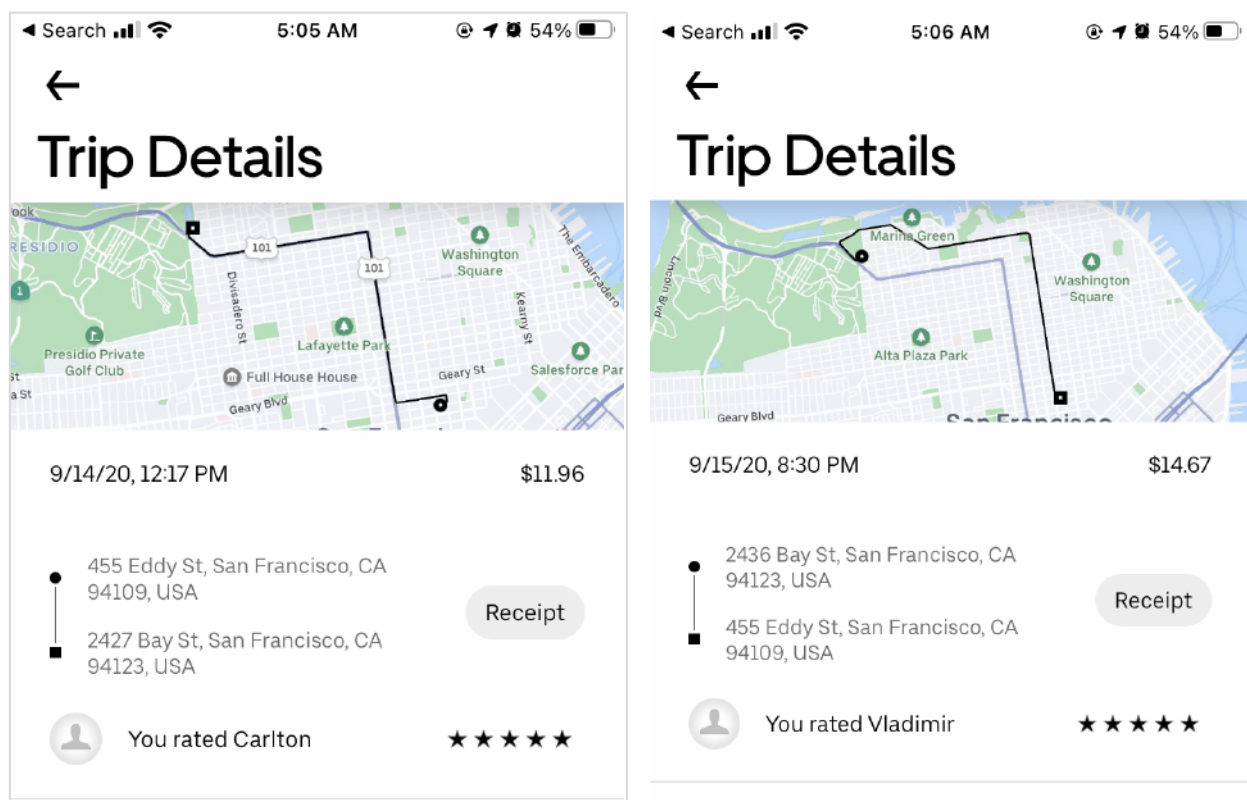 Search 5:05 AM 54%
Trip Details
ook
RESIDIO
101
101
Washington
Square
The Embarcadero
1
Divisadero St
Kearny St
Presidio Private
Golf Club
Lafayette Park
Salesforce Par
St
a St
Full House House
Geary St
Geary Blvd
9/14/20, 12:17 PM $11.96
455 Eddy St, San Francisco, CA
94109, USA
Receipt
2427 Bay St, San Francisco, CA
94123, USA
You rated Carlton
Search 5:06 AM 54%
Trip Details
Marina Green
Lincoln Blvd
Washington
Square
Alta Plaza Park
Geary Blvd
San Francisco
9/15/20, 8:30 PM $14.67
2436 Bay St, San Francisco, CA
94123, USA
Receipt
455 Eddy St, San Francisco, CA
94109, USA
You rated Vladimir